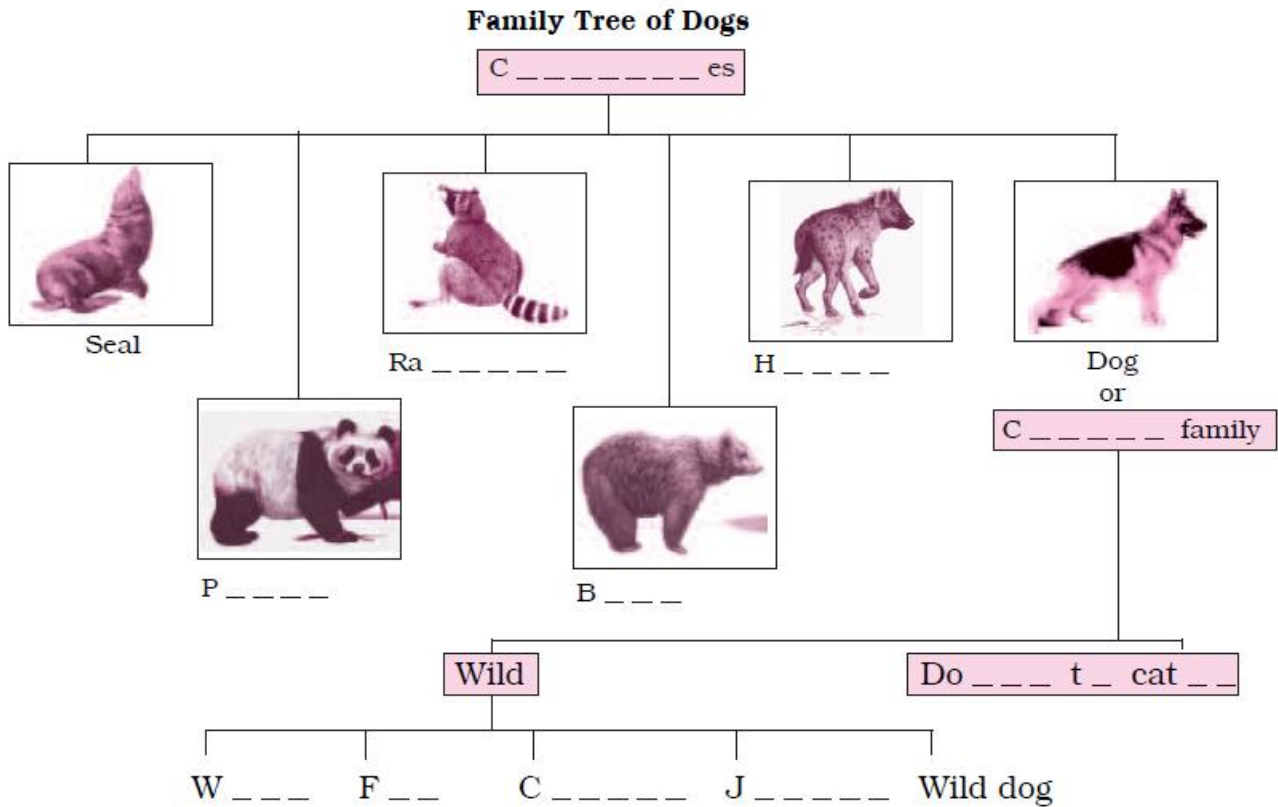 Family Tree of Dogs
C _ _ _ _ _ _ _ es
Seal
Ra _ _ _ _ _
H _ _ _ _
Dog
or
C _ _ _ _ _ family
P _ _ _ _
B _ _ _
Wild
Do _ _ _ t _ cat _ _
W _ _ _
F _ _
C _ _ _ _ _
J _ _ _ _ _
Wild dog